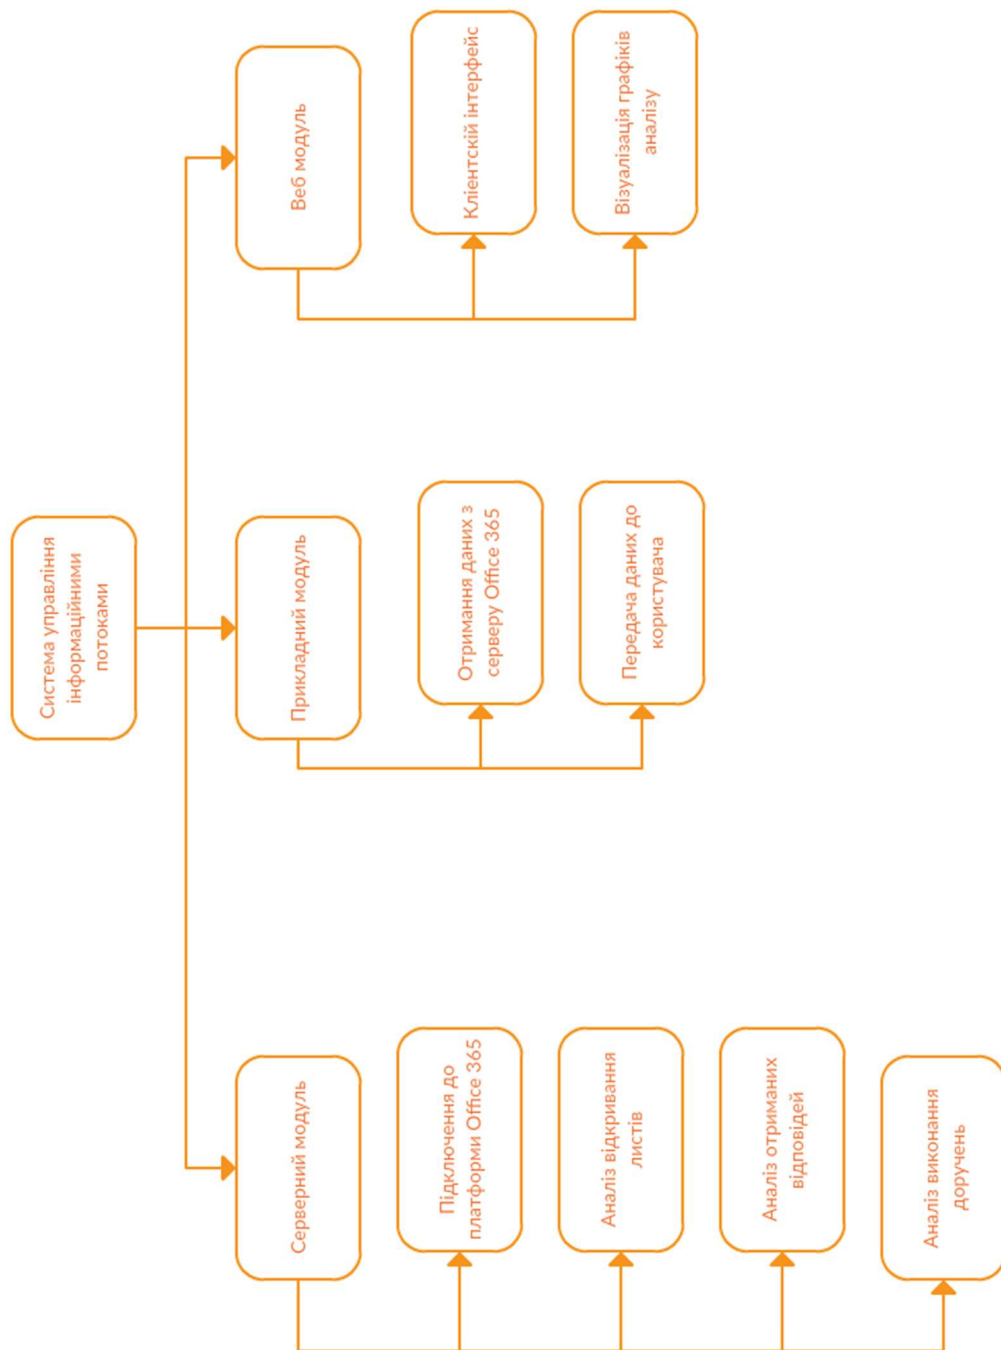 Система управління
інформаційними
потоками
Серверний модуль
Підключення до
платформи Office 365
Аналіз відкривання
листів
Аналіз отриманих
відповідей
Аналіз виконання
доручень
Прикладний модуль
Отримання даних з
серверу Office 365
Передача даних до
користувача
Веб модуль
Кліентскій інтерфейс
Візуалізація графіків
аналізу